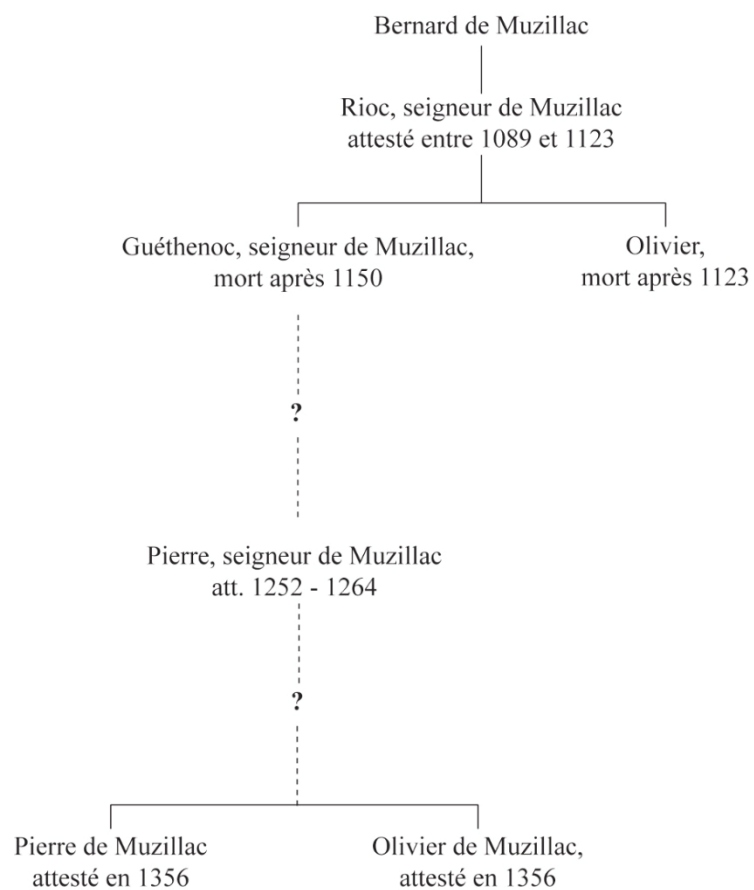 Bernard de Muzillac
Rioc, seigneur de Muzillac
attesté entre 1089 et 1123
Guéthenoc, seigneur de Muzillac,
mort après 1150
Olivier,
mort après 1123
?
Pierre, seigneur de Muzillac
att. 1252 - 1264
?
Pierre de Muzillac
attesté en 1356
Olivier de Muzillac,
attesté en 1356